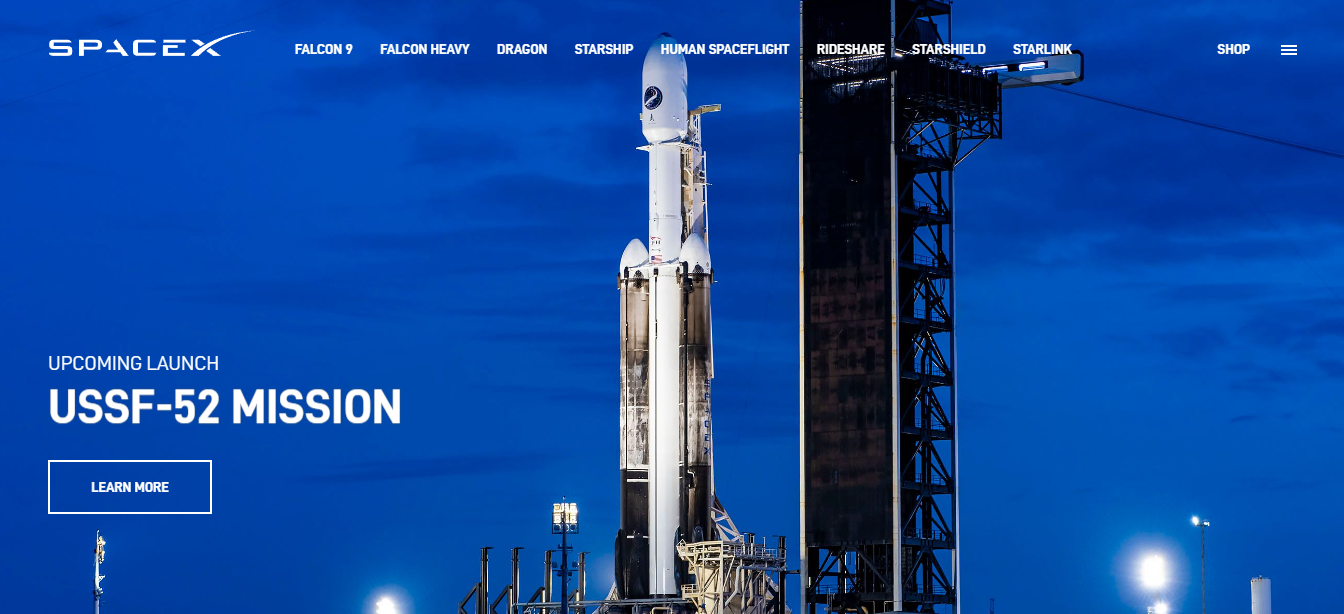 SPACEX FALCON 9 FALCON HEAVY DRAGON STARSHIP HUMAN SPACEFLIGHT RIDESHARE STARSHIELD STARLINK SHOP
UPCOMING LAUNCH
USSF-52 MISSION
LEARN MORE